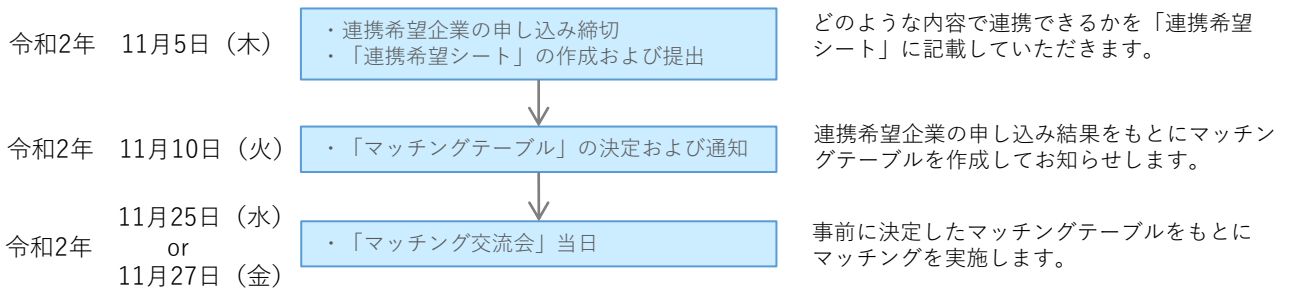 令和2年 11月5日（木）
・連携希望企業の申し込み締切
・「連携希望シート」の作成および提出
どのような内容で連携できるかを「連携希望
シート」に記載していただきます。
令和2年 11月10日（火）
・「マッチングテーブル」の決定および通知
連携希望企業の申し込み結果をもとにマッチン
グテーブルを作成してお知らせします。
令和2年
11月25日（水）
or
11月27日（金）
・「マッチング交流会」当日
事前に決定したマッチングテーブルをもとに
マッチングを実施します。